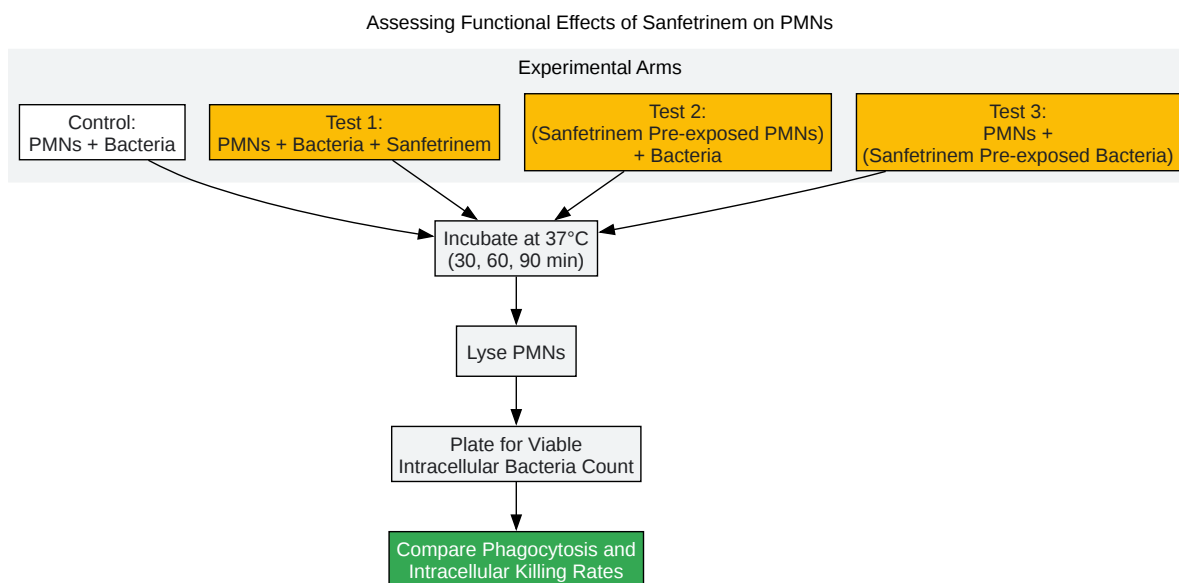 Assessing Functional Effects of Sanfetrinem on PMNs
Experimental Arms
Control:
PMNs + Bacteria
Test 1:
PMNs + Bacteria + Sanfetrinem
Test 2:
(Sanfetrinem Pre-exposed PMNs)
+ Bacteria
Test 3:
PMNs +
(Sanfetrinem Pre-exposed Bacteria)
Incubate at 37°C
(30, 60, 90 min)
Lyse PMNs
Plate for Viable
Intracellular Bacteria Count
Compare Phagocytosis and
Intracellular Killing Rates